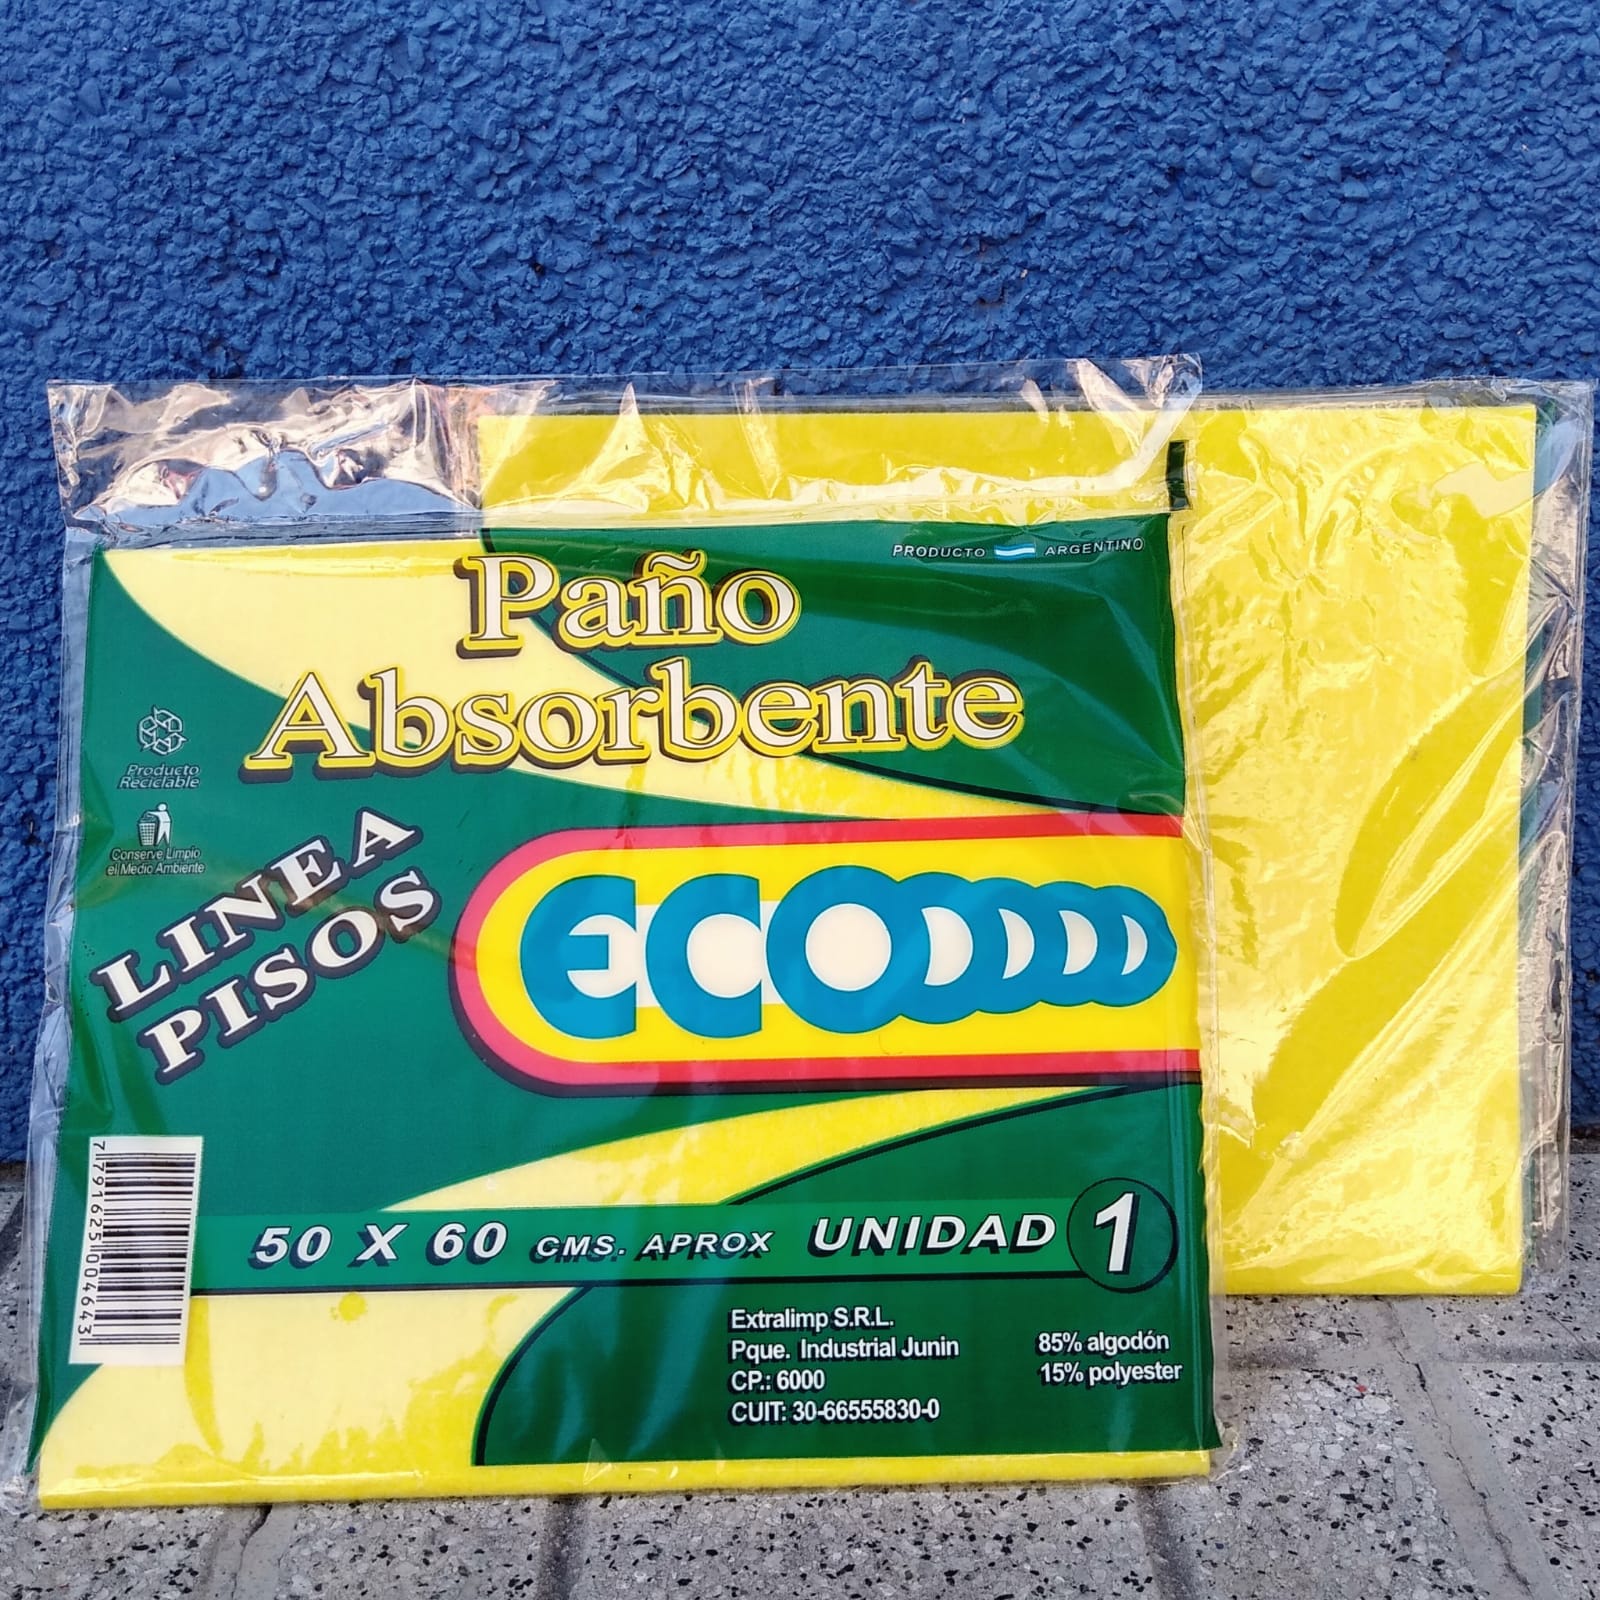 PRODUCTO ARGENTINO
Paño
Absorbente
Producto
Reciclable
Conserve Limpio
el Medio Ambiente
LINEA
PISOS
ECO
7791625004643
50 X 60 CMS. APROX UNIDAD 1
Extralimp S.R.L.
Pque. Industrial Junin
CP.: 6000
CUIT: 30-66555830-0
85% algodón
15% polyester